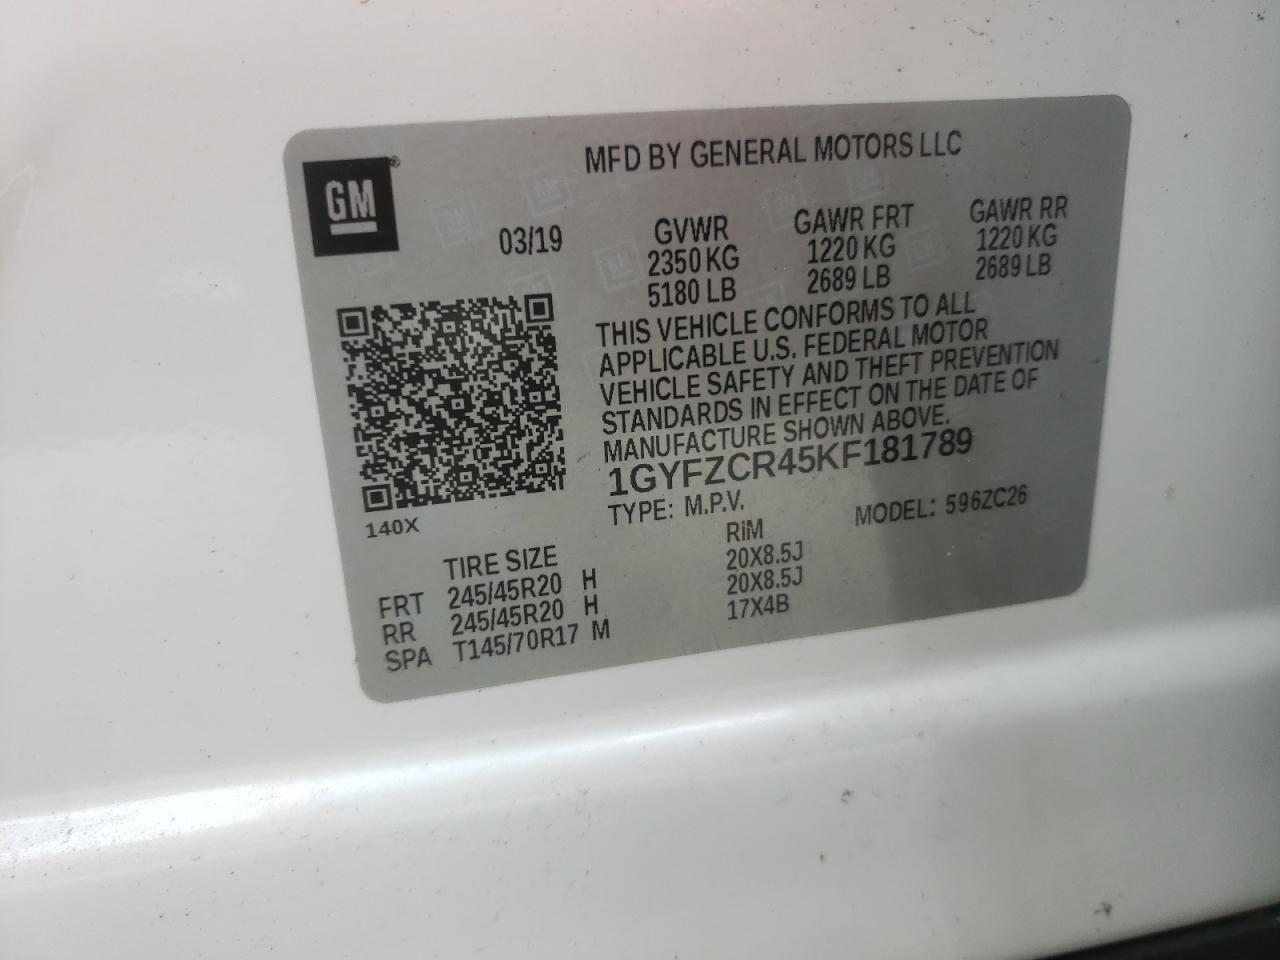 MFD BY GENERAL MOTORS LLC
GM®
03/19
GVWR GAWR FRT GAWR RR
2350 KG 1220 KG 1220 KG
5180 LB 2689 LB 2689 LB
THIS VEHICLE CONFORMS TO ALL
APPLICABLE U.S. FEDERAL MOTOR
VEHICLE SAFETY AND THEFT PREVENTION
STANDARDS IN EFFECT ON THE DATE OF
MANUFACTURE SHOWN ABOVE.
1GYFZCR45KF181789
TYPE: M.P.V. MODEL: 596ZC26
140X
TIRE SIZE RIM
FRT 245/45R20 H 20X8.5J
RR 245/45R20 H 20X8.5J
SPA T145/70R17 M 17X4B